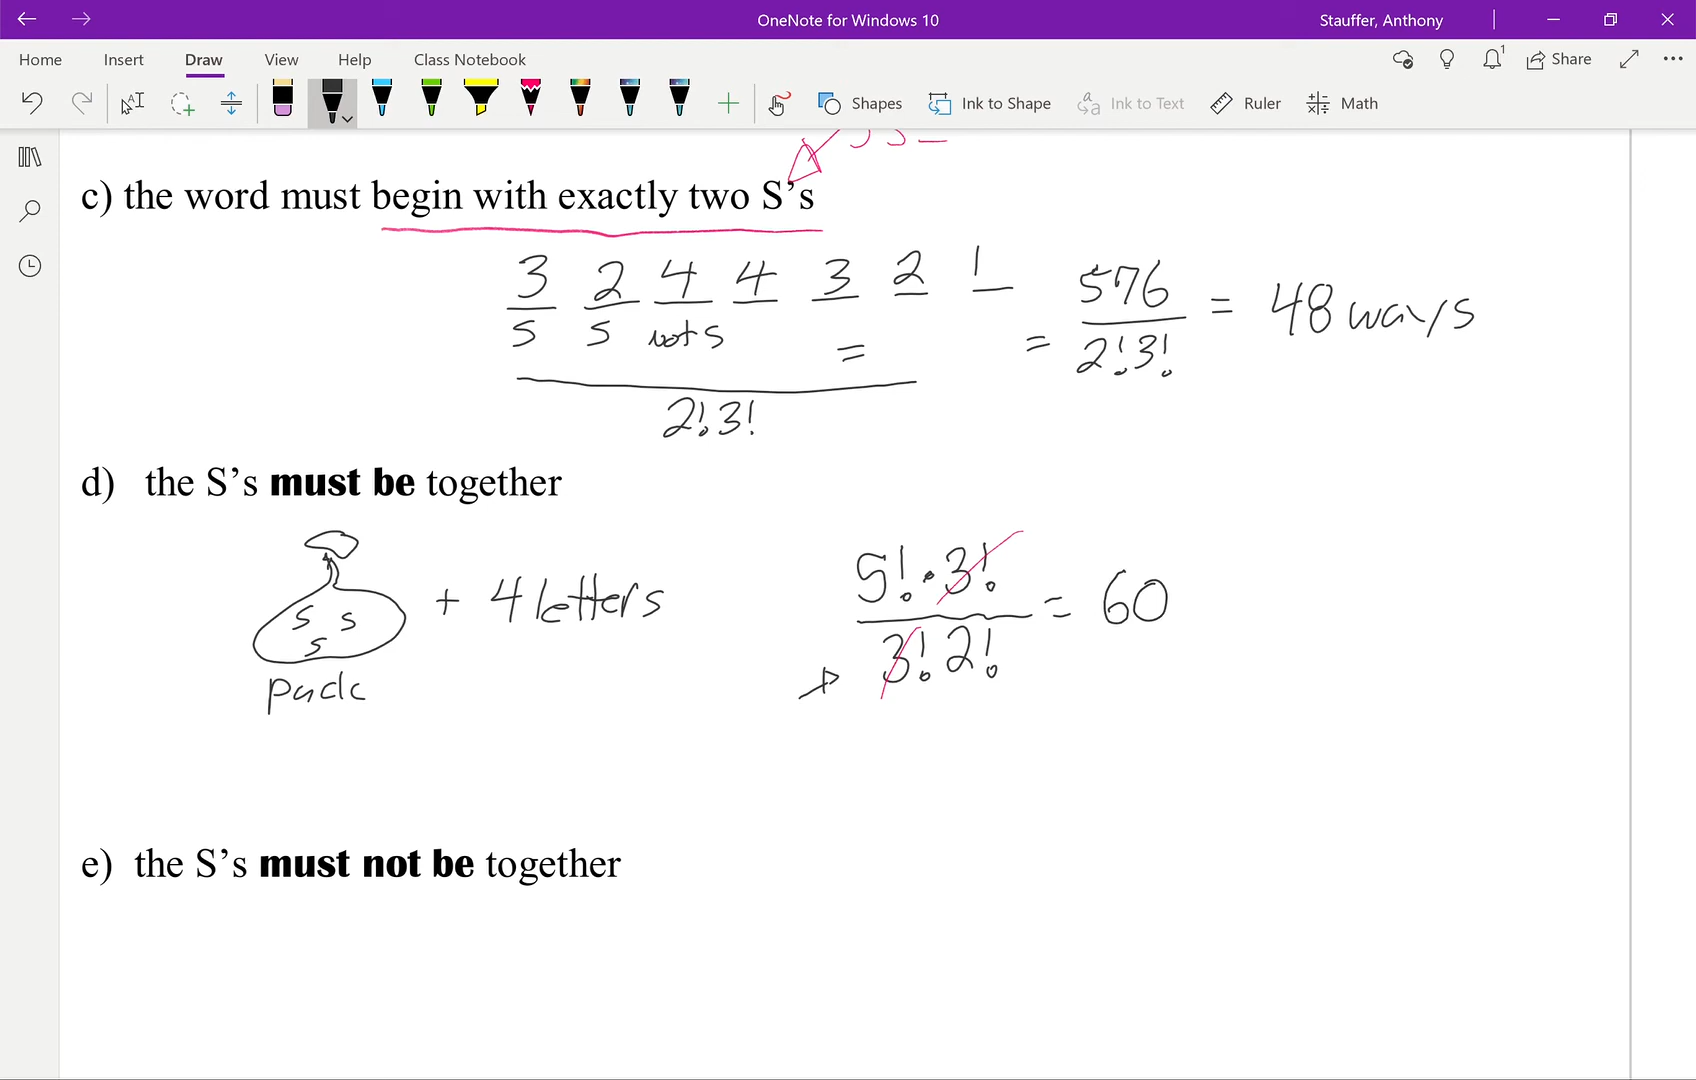 OneNote for Windows 10
Stauffer, Anthony
Home Insert Draw View Help Class Notebook
1 Share
Shapes Ink to Shape Ink to Text Ruler Math
c) the word must begin with exactly two S's
3 2 4 4 3 2 1
S S not S =
2!3!
= 576 / 2!3! = 48 ways
d) the S's must be together
S S S
pack
+ 4 letters
5! · 3! / 3! 2! = 60
e) the S's must not be together